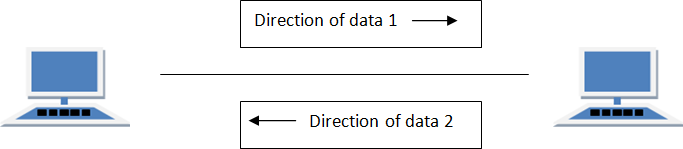 Direction of data 1
Direction of data 2